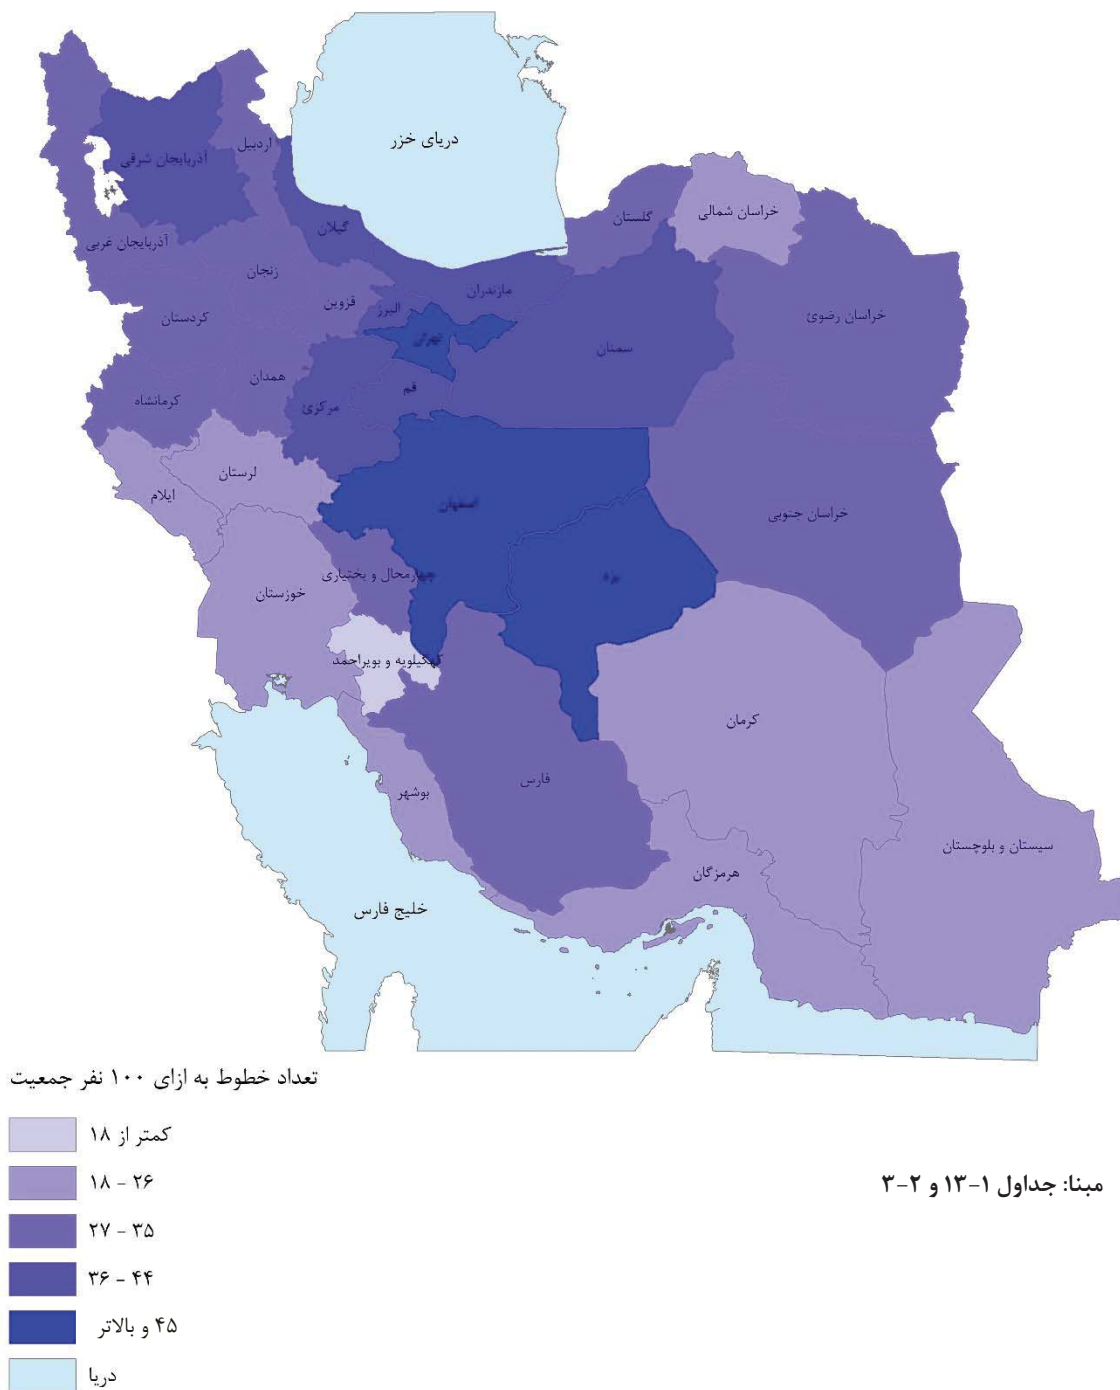 دریای خزر
اردبیل
آذربایجان شرقی
خراسان شمالی
گلستان
گیلان
آذربایجان غربی
زنجان
مازندران
قزوین
البرز
خراسان رضوئ
کردستان
تهران
سمنان
همدان
قم
کرمانشاه
مرکزئ
لرستان
ایلام
اصفهان
خراسان جنوبی
چهارمحال و بختیاری
یزد
خوزستان
کهگیلویه و بویراحمد
کرمان
فارس
بوشهر
سیستان و بلوچستان
هرمزگان
خلیج فارس
تعداد خطوط به ازای ۱۰۰ نفر جمعیت
کمتر از ۱۸
۱۸ - ۲۶
۲۷ - ۳۵
۳۶ - ۴۴
۴۵ و بالاتر
دریا
مبنا: جداول ۱-۱۳ و ۲-۳